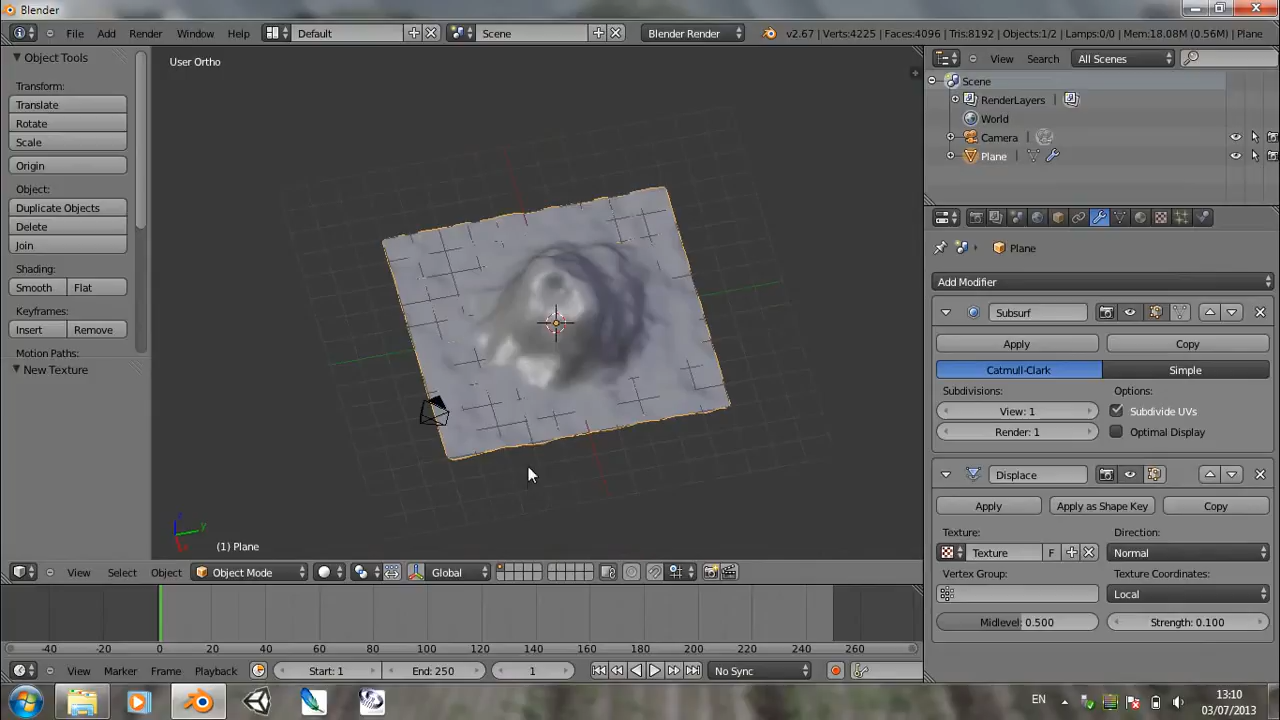 Blender
File Add Render Window Help Default Scene Blender Render v2.67 | Verts:4225 | Faces:4096 | Tris:8192 | Objects:1/2 | Lamps:0/0 | Mem:18.08M (0.56M) | Plane
Object Tools
Transform:
Translate
Rotate
Scale
Origin
Object:
Duplicate Objects
Delete
Join
Shading:
Smooth Flat
Keyframes:
Insert Remove
Motion Paths:
New Texture
User Ortho
z
y
x
(1) Plane
View Select Object Object Mode Global
-40 -20 0 20 40 60 80 100 120 140 160 180 200 220 240 260
View Marker Frame Playback Start: 1 End: 250 1 No Sync
View Search All Scenes
Scene
RenderLayers
World
Camera
Plane
Plane
Add Modifier
Subsurf
Apply Copy
Catmull-Clark Simple
Subdivisions: Options:
View: 1 Subdivide UVs
Render: 1 Optimal Display
Displace
Apply Apply as Shape Key Copy
Texture: Direction:
Texture F Normal
Vertex Group: Texture Coordinates:
Local
Midlevel: 0.500 Strength: 0.100
EN 13:10
03/07/2013